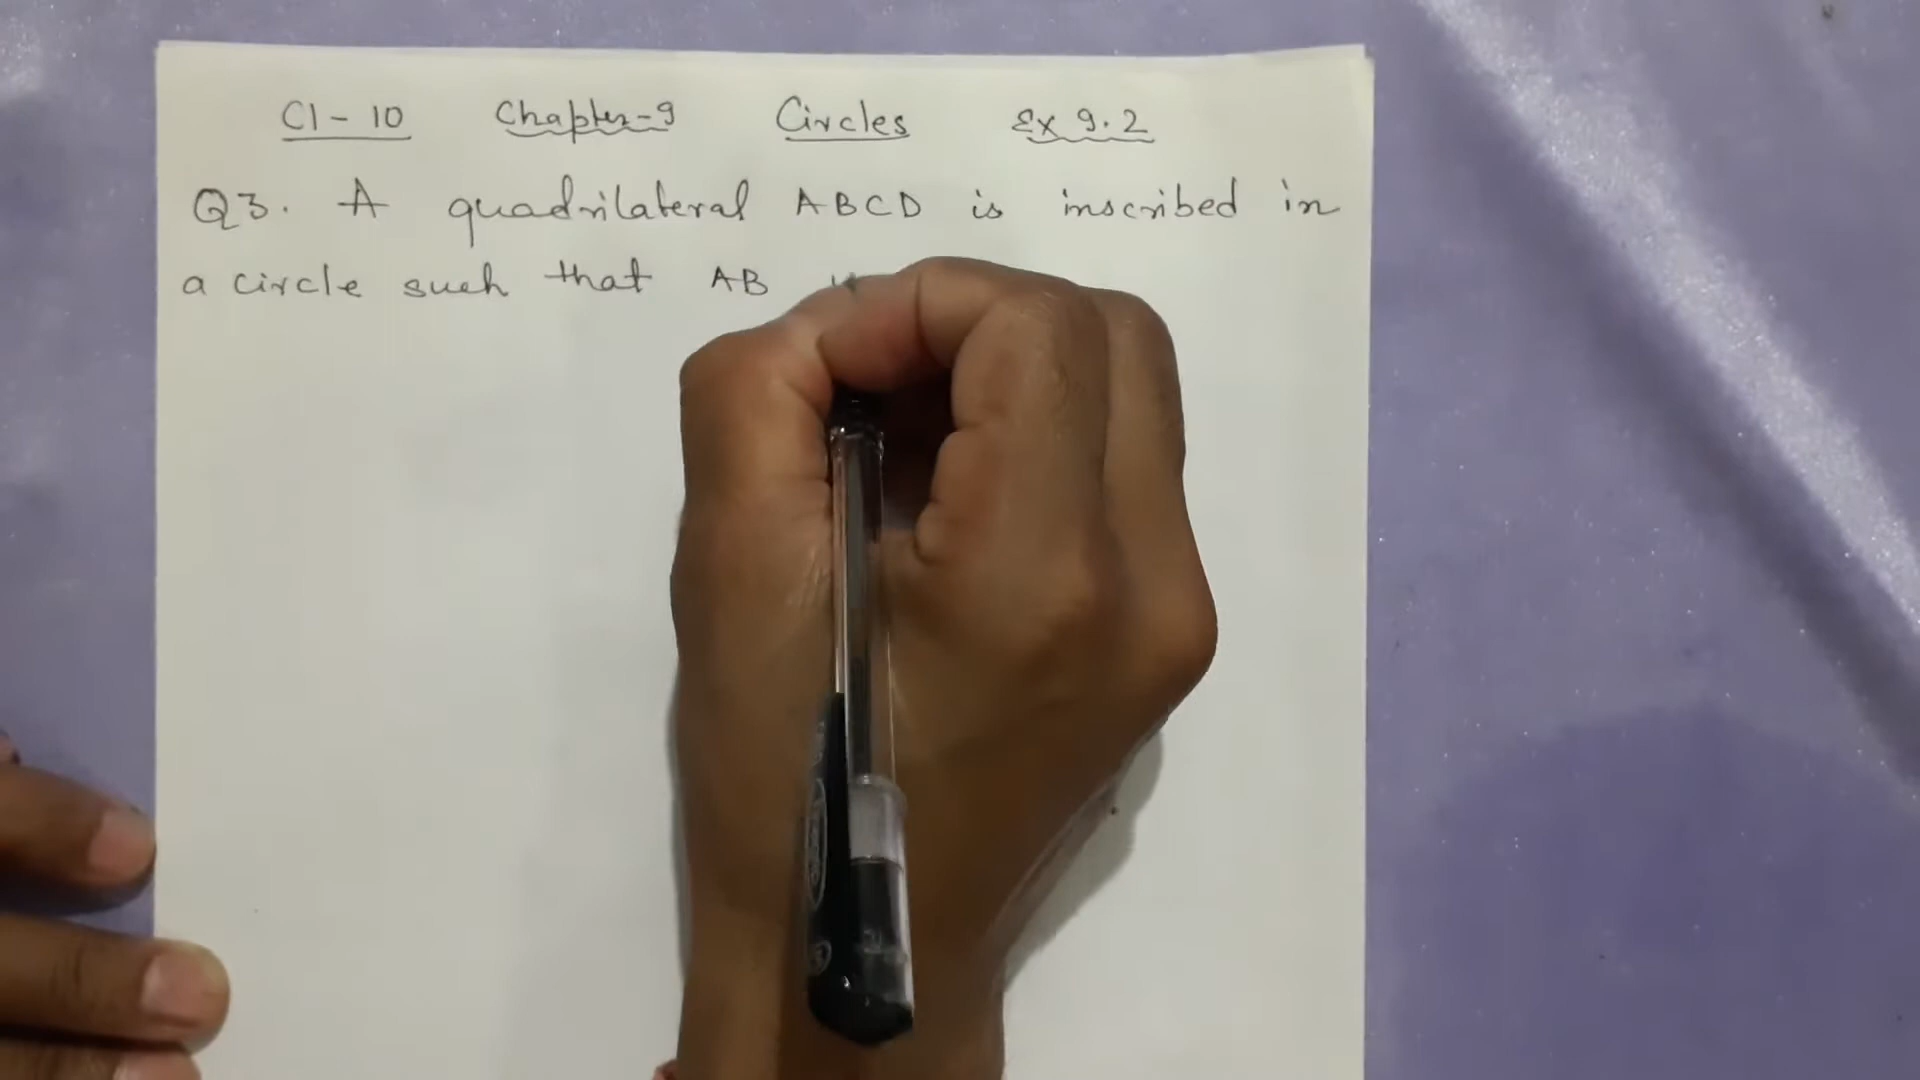 Cl - 10 Chapter-9 Circles Ex 9.2
Q3. A quadrilateral ABCD is inscribed in
a circle such that AB